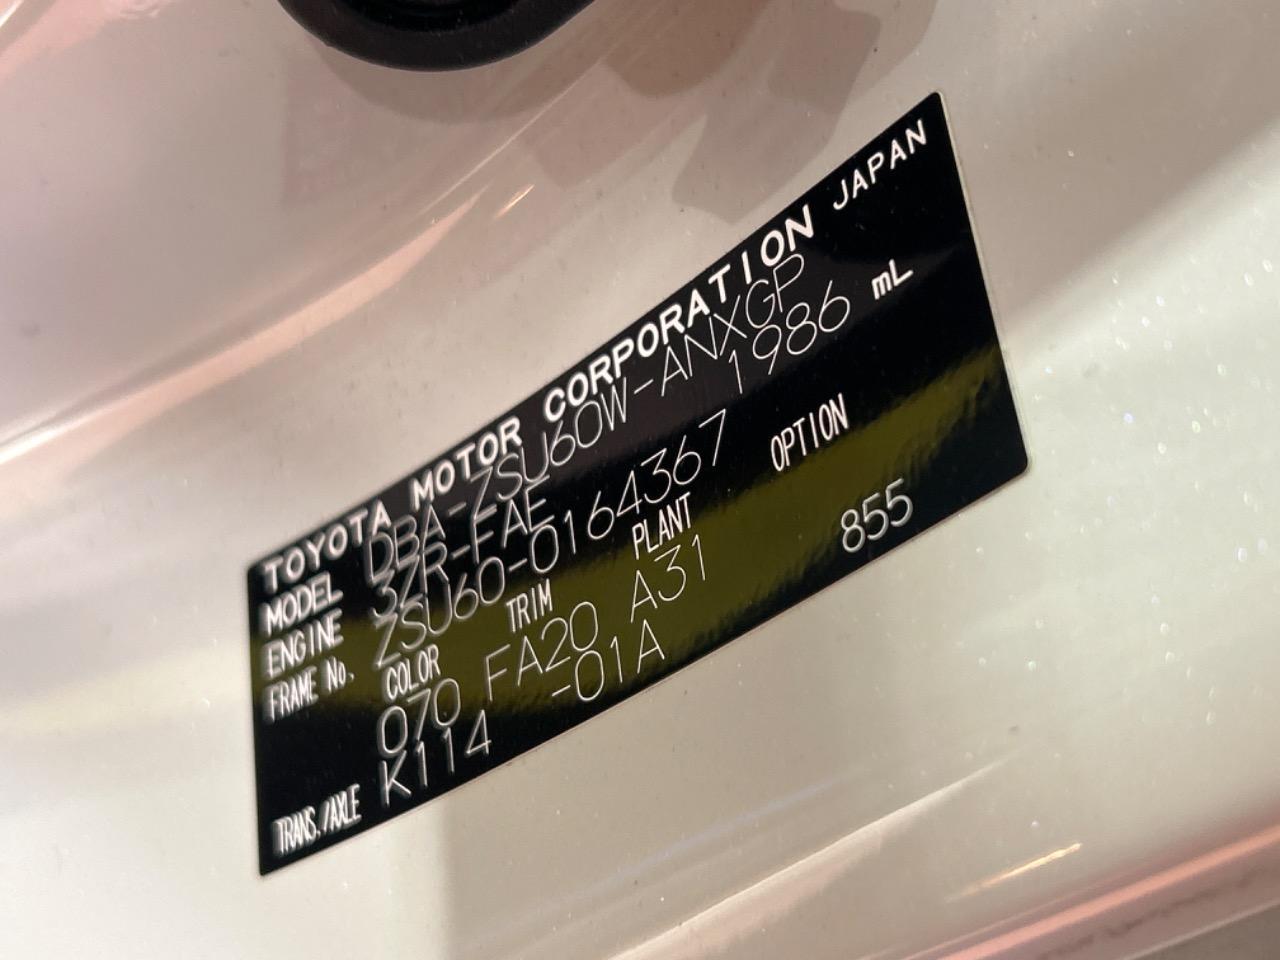 TOYOTA MOTOR CORPORATION JAPAN
MODEL DBA-ZSU60W-ANXGP
ENGINE 3ZR-FAE 1986 mL
FRAME No. ZSU60-0164367
COLOR TRIM PLANT OPTION
070 FA20 A31 855
TRANS./AXLE K114 -01A